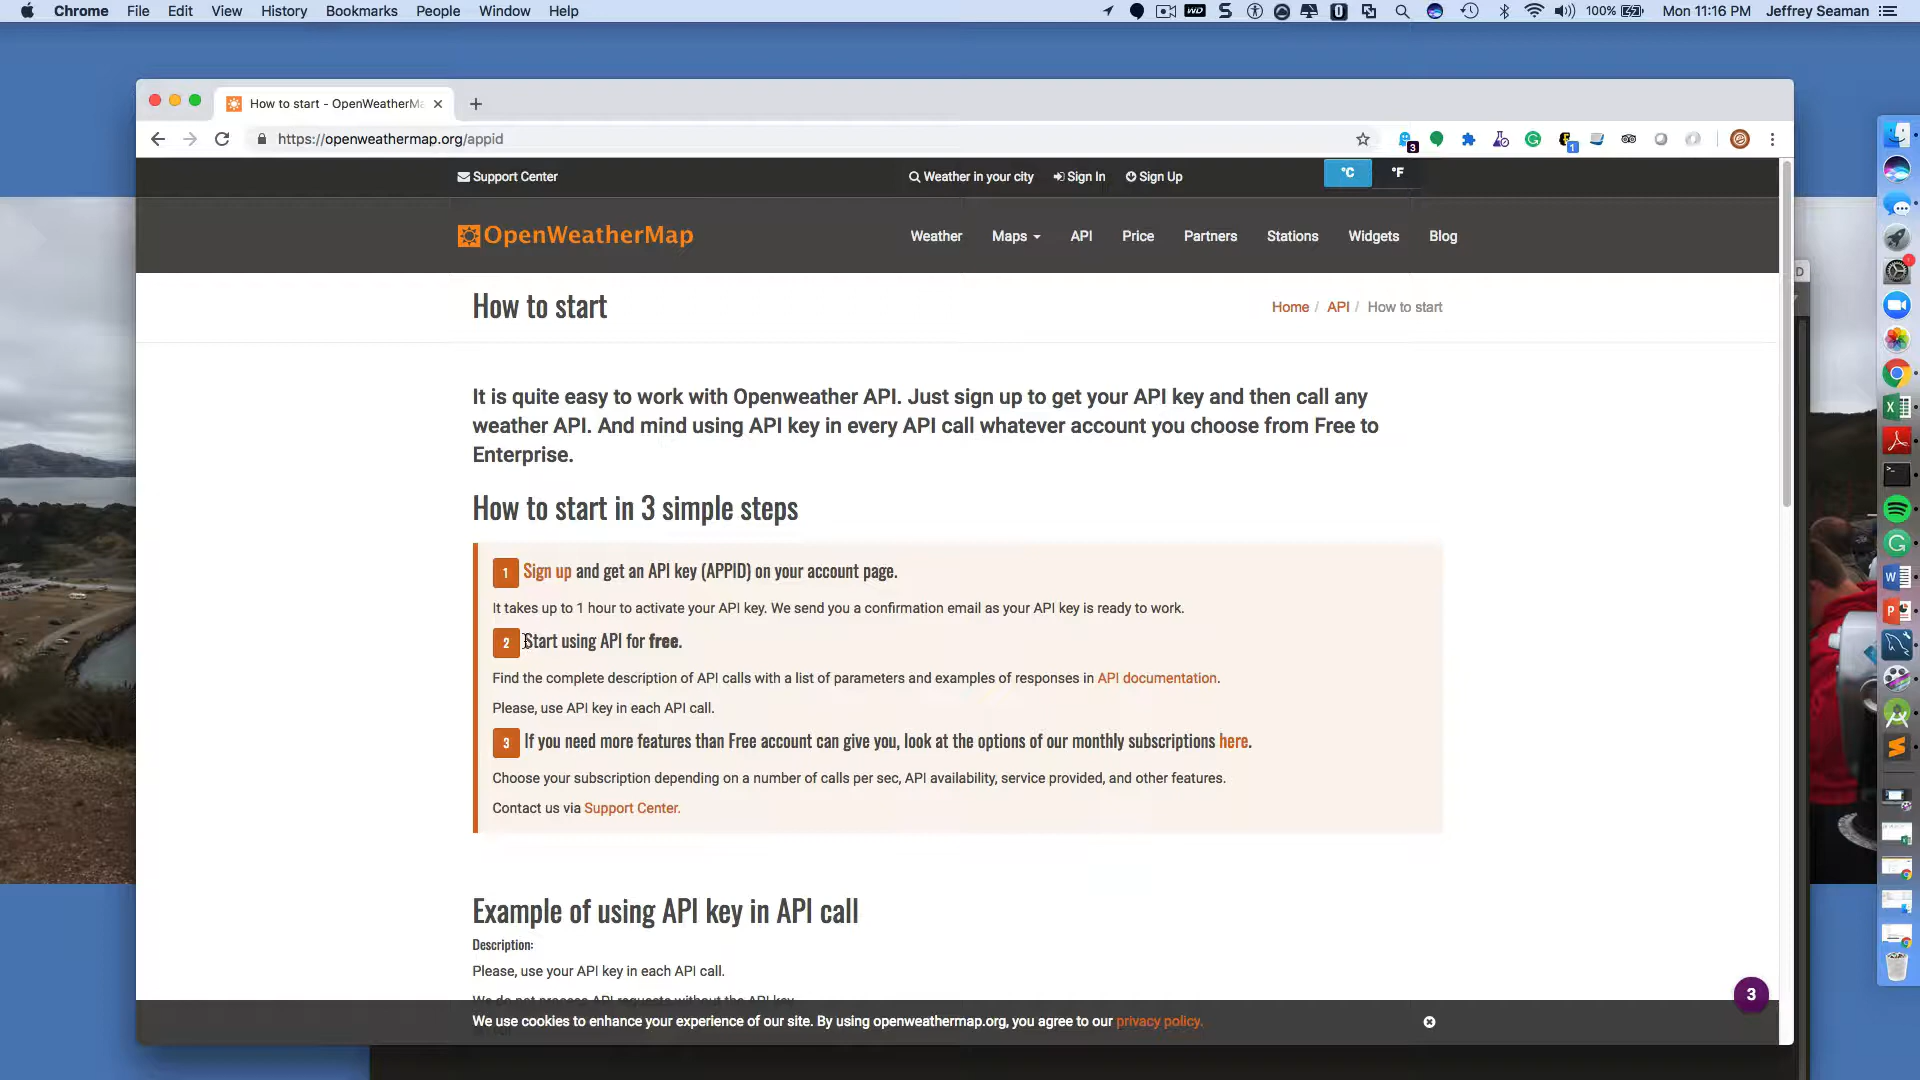 Chrome File Edit View History Bookmarks People Window Help
100% Mon 11:16 PM Jeffrey Seaman
How to start - OpenWeatherMa
https://openweathermap.org/appid
3
1
Support Center
Weather in your city Sign In Sign Up
°C °F
OpenWeatherMap
Weather Maps API Price Partners Stations Widgets Blog
How to start
Home / API / How to start
It is quite easy to work with Openweather API. Just sign up to get your API key and then call any
weather API. And mind using API key in every API call whatever account you choose from Free to
Enterprise.
How to start in 3 simple steps
1 Sign up and get an API key (APPID) on your account page.
It takes up to 1 hour to activate your API key. We send you a confirmation email as your API key is ready to work.
2 Start using API for free.
Find the complete description of API calls with a list of parameters and examples of responses in API documentation.
Please, use API key in each API call.
3 If you need more features than Free account can give you, look at the options of our monthly subscriptions here.
Choose your subscription depending on a number of calls per sec, API availability, service provided, and other features.
Contact us via Support Center.
Example of using API key in API call
Description:
Please, use your API key in each API call.
We do not process API requests without the API key.
3
We use cookies to enhance your experience of our site. By using openweathermap.org, you agree to our privacy policy.